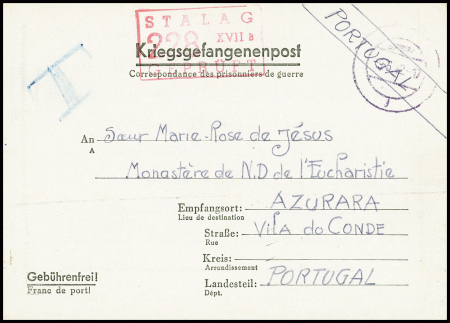 STALAG
228 XVII B
GEPRÜFT
PORTUGAL
Kriegsgefangenenpost
Correspondance des prisonniers de guerre
T
An Sœur Marie-Rose de Jésus
A
Monastère de N.D de l'Eucharistie
Empfangsort: AZURARA
Lieu de destination
Straße: Vila do CONDE
Rue
Kreis:
Arrondissement
Gebührenfrei!
Franc de port!
Landesteil: PORTUGAL
Dépt.